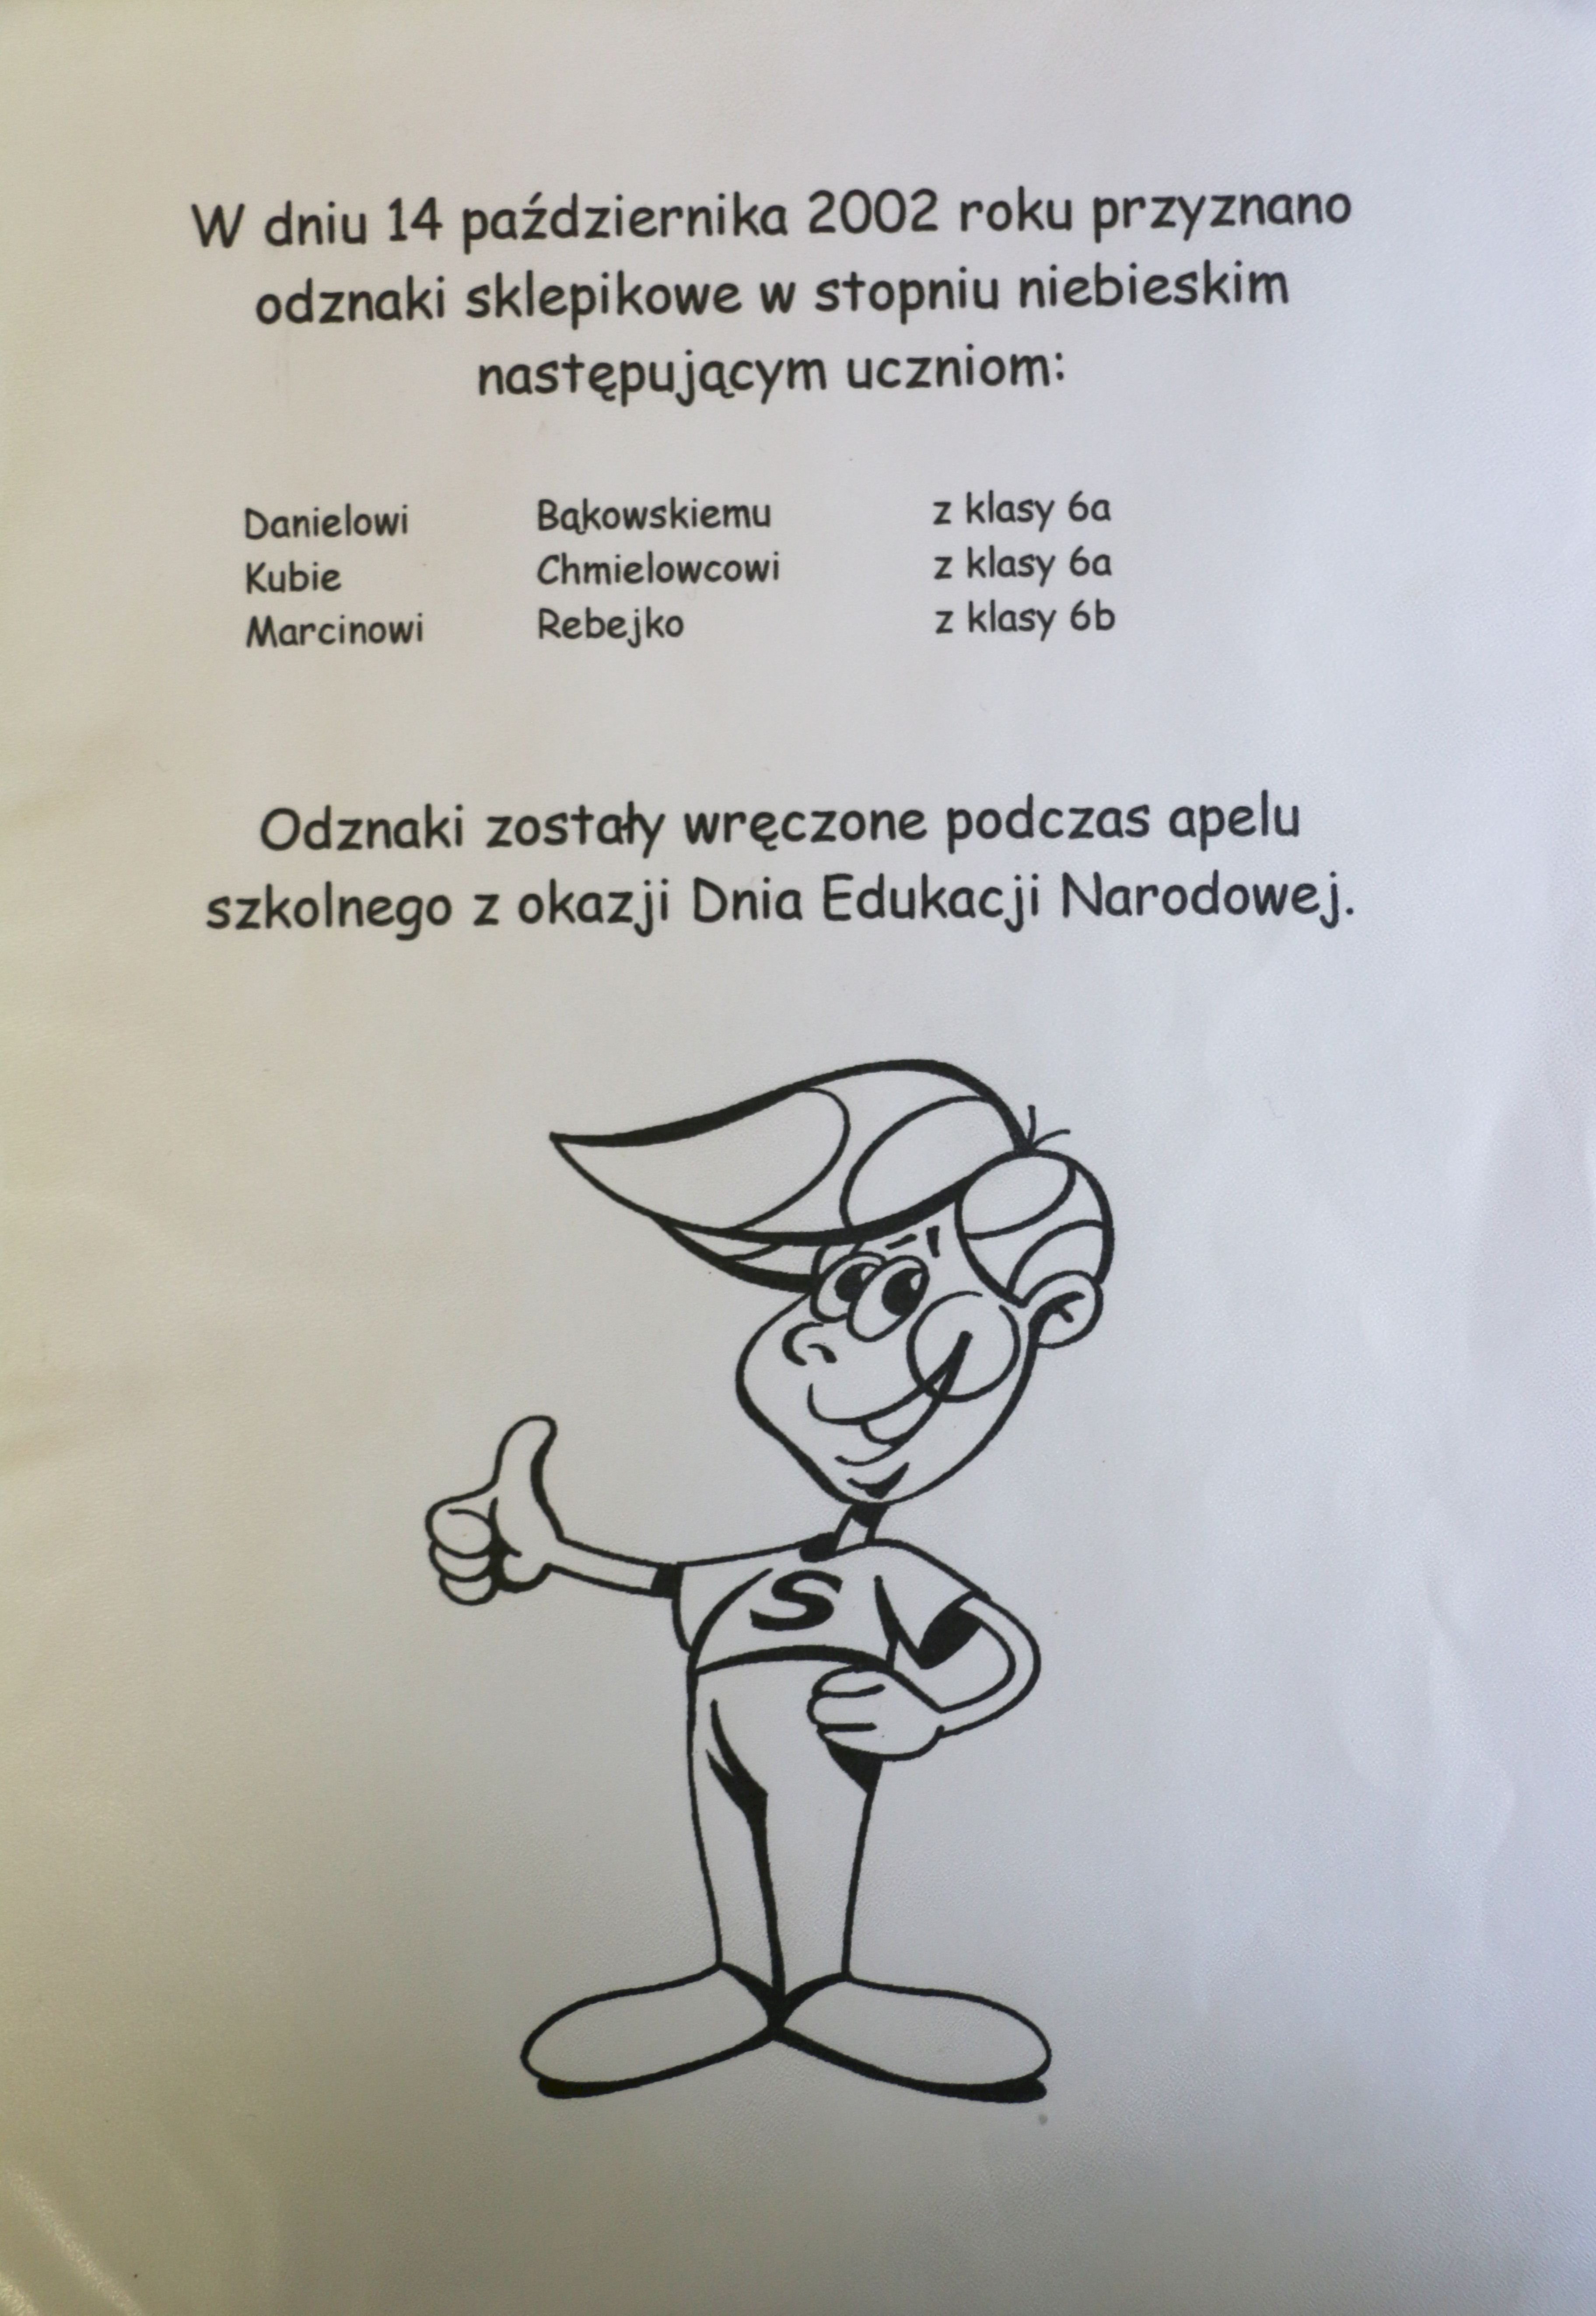 W dniu 14 października 2002 roku przyznano
odznaki sklepikowe w stopniu niebieskim
następującym uczniom:
Danielowi Bąkowskiemu z klasy 6a
Kubie Chmielowcowi z klasy 6a
Marcinowi Rebejko z klasy 6b
Odznaki zostały wręczone podczas apelu
szkolnego z okazji Dnia Edukacji Narodowej.
S